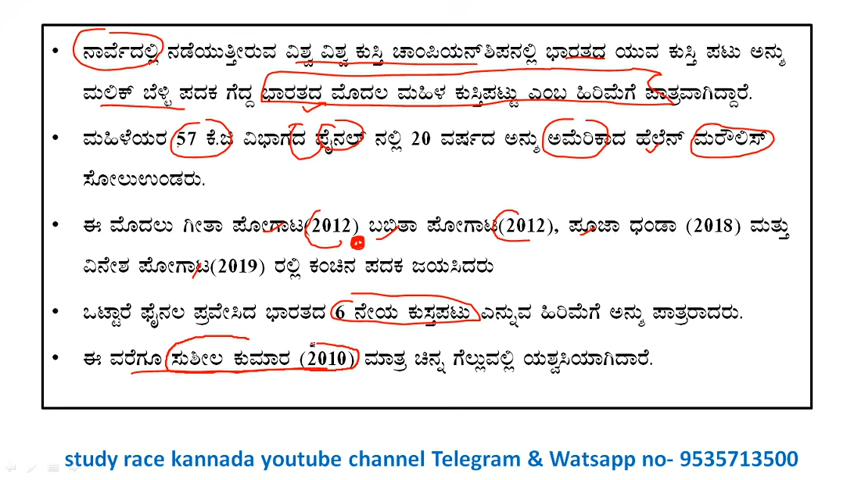 • ನಾರ್ವೆದಲ್ಲಿ ನಡೆಯುತ್ತೀರುವ ವಿಶ್ವ ವಿಶ್ವ ಕುಸ್ತಿ ಚಾಂಪಿಯನ್‌ಶಿಪನಲ್ಲಿ ಭಾರತದ ಯುವ ಕುಸ್ತಿ ಪಟು ಅನ್ಶು
ಮಲಿಕ್ ಬೆಳ್ಳಿ ಪದಕ ಗೆದ್ದ ಭಾರತದ ಮೊದಲ ಮಹಿಳ ಕುಸ್ತಿಪಟ್ಟು ಎಂಬ ಹಿರಿಮೆಗೆ ಪಾತ್ರವಾಗಿದ್ದಾರೆ.
• ಮಹಿಳೆಯರ 57 ಕೆ.ಜಿ ವಿಭಾಗದ ಫೈನಲ್ ನಲ್ಲಿ 20 ವರ್ಷದ ಅನ್ಶು ಅಮೆರಿಕಾದ ಹೆಲೆನ್ ಮರೌಲಿಸ್
ಸೋಲುಉಂಡರು.
• ಈ ಮೊದಲು ಗೀತಾ ಪೋಗಾಟ(2012) ಬಬಿತಾ ಪೋಗಾಟ(2012), ಪೂಜಾ ಧಂಡಾ (2018) ಮತ್ತು
ವಿನೇಶ ಪೋಗಾಟ(2019) ರಲ್ಲಿ ಕಂಚಿನ ಪದಕ ಜಯಸಿದರು
• ಒಟ್ಟಾರೆ ಫೈನಲ ಪ್ರವೇಸಿದ ಭಾರತದ 6 ನೇಯ ಕುಸ್ತಪಟು ಎನ್ನುವ ಹಿರಿಮೆಗೆ ಅನ್ಶು ಪಾತ್ರರಾದರು.
• ಈ ವರೆಗೂ ಸುಶೀಲ ಕುಮಾರ (2010) ಮಾತ್ರ ಚಿನ್ನ ಗೆಲ್ಲುವಲ್ಲಿ ಯಶ್ವಸಿಯಾಗಿದಾರೆ.
study race kannada youtube channel Telegram & Watsapp no- 9535713500